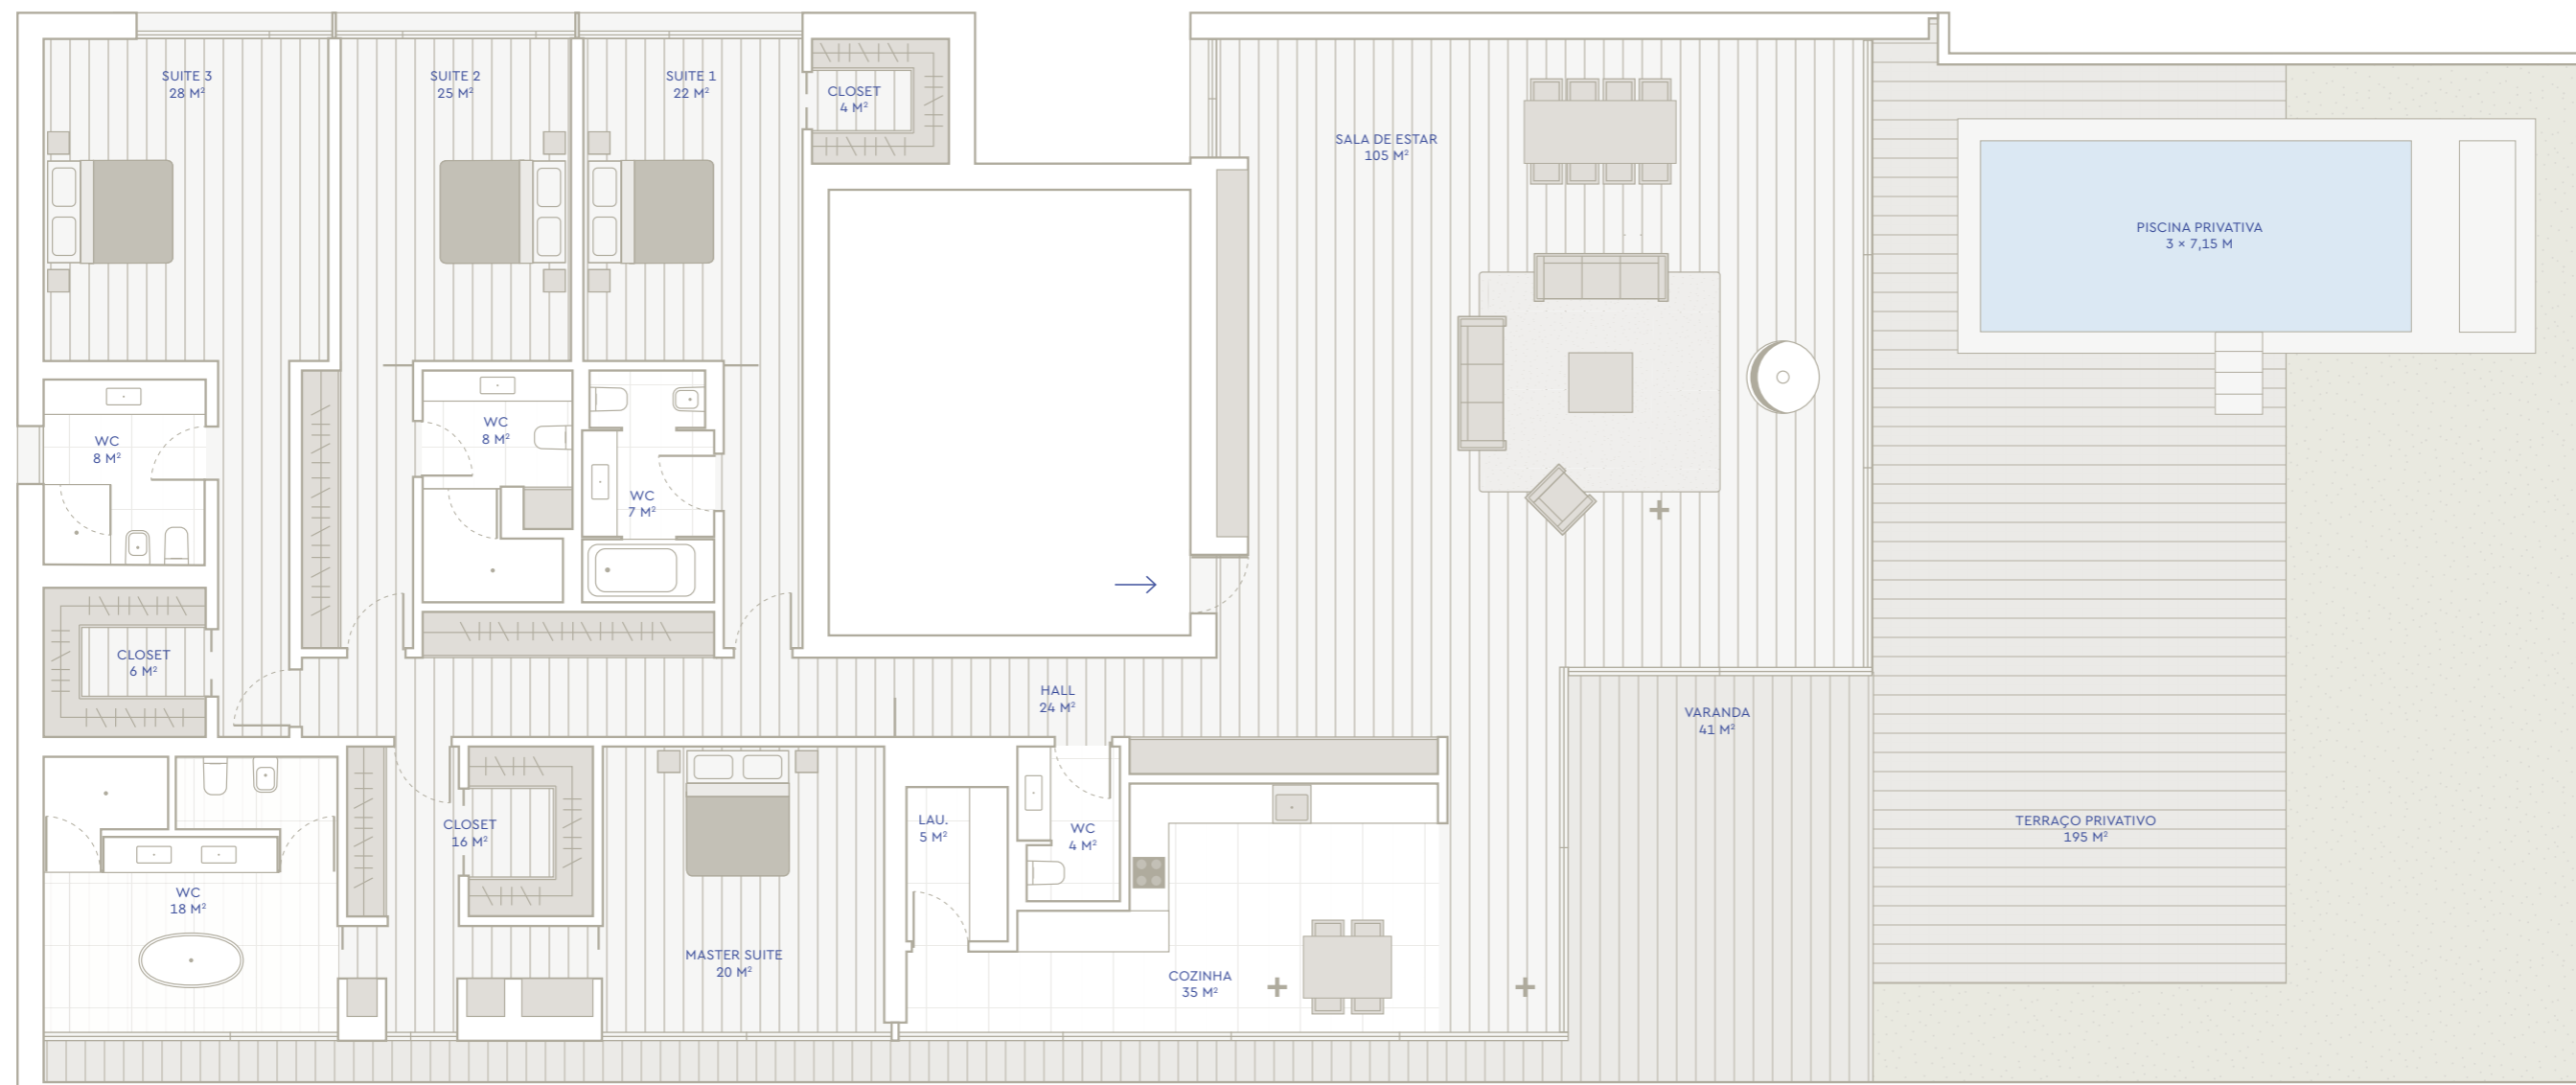 SUITE 3
28 M²
SUITE 2
25 M²
SUITE 1
22 M²
CLOSET
4 M²
SALA DE ESTAR
105 M²
PISCINA PRIVATIVA
3 × 7,15 M
WC
8 M²
WC
8 M²
WC
7 M²
CLOSET
6 M²
HALL
24 M²
VARANDA
41 M²
TERRAÇO PRIVATIVO
195 M²
CLOSET
16 M²
LAU.
5 M²
WC
4 M²
WC
18 M²
MASTER SUITE
20 M²
COZINHA
35 M²